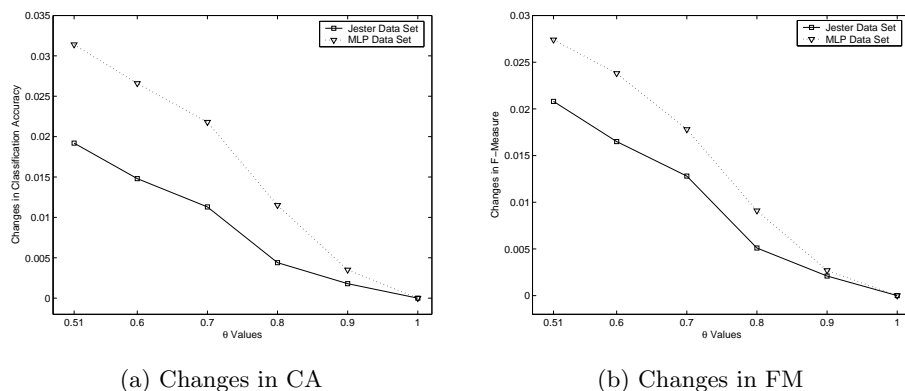 0.035
0.03
0.025
0.02
0.015
0.01
0.005
0
Changes in Classification Accuracy
Jester Data Set
MLP Data Set
0.51 0.6 0.7 0.8 0.9 1
θ Values
(a) Changes in CA
0.03
0.025
0.02
0.015
0.01
0.005
0
Changes in F-Measure
Jester Data Set
MLP Data Set
0.51 0.6 0.7 0.8 0.9 1
θ Values
(b) Changes in FM